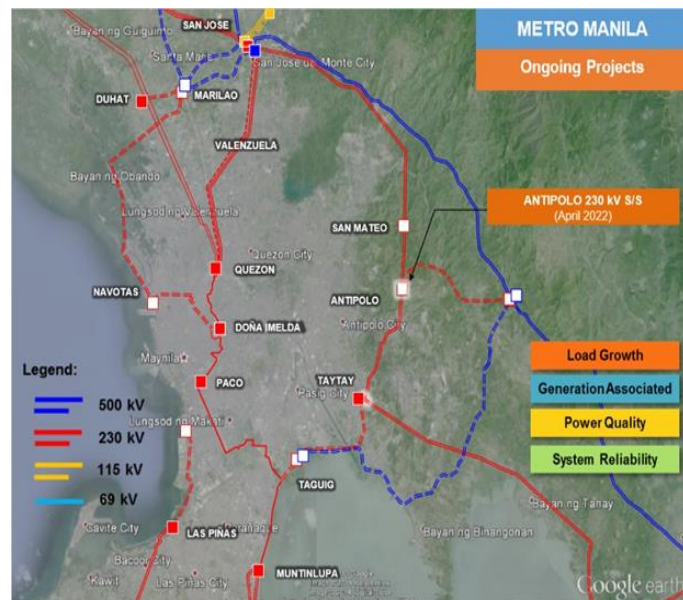 METRO MANILA
Ongoing Projects
SAN JOSE
Bayan ng Guiguinto
Santa Maria
San Jose del Monte City
DUHAT
MARILAO
VALENZUELA
Bayan ng Obando
Lungsod ng Valenzuela
ANTIPOLO 230 kV S/S
(April 2022)
SAN MATEO
Quezon City
QUEZON
NAVOTAS
ANTIPOLO
DOÑA IMELDA
Antipolo City
Maynila
Legend:
500 kV
230 kV
115 kV
69 kV
PACO
TAYTAY
Pasig City
Load Growth
Generation Associated
Power Quality
System Reliability
Lungsod ng Makati
TAGUIG
Bayan ng Tanay
Bayan ng Binangonan
Cavite City
LAS PIÑAS
Bacoor City
Kawit
Las Piñas City
MUNTINLUPA
Google earth